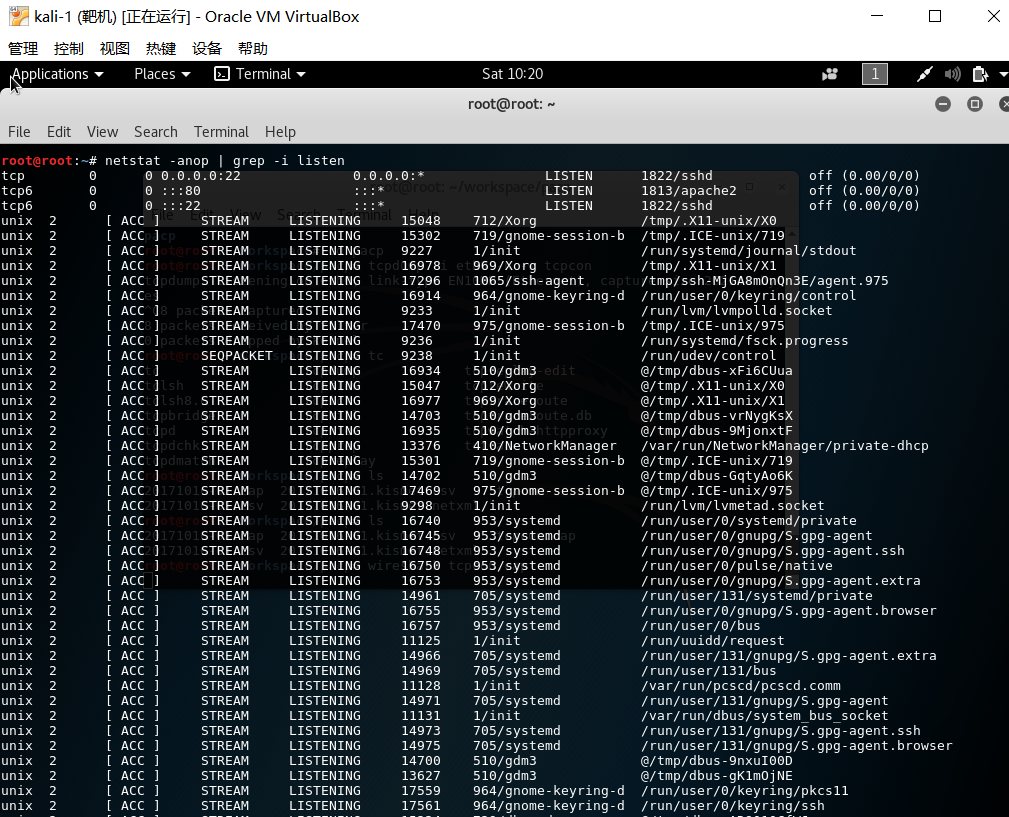 kali-1 (靶机) [正在运行] - Oracle VM VirtualBox
管理 控制 视图 热键 设备 帮助
Applications Places Terminal Sat 10:20 1
root@root: ~
File Edit View Search Terminal Help
root@root:~# netstat -anop | grep -i listen
tcp 0 0 0.0.0.0:22 0.0.0.0:* LISTEN 1822/sshd off (0.00/0/0)
tcp6 0 0 :::80 :::* LISTEN 1813/apache2 off (0.00/0/0)
tcp6 0 0 :::22 :::* LISTEN 1822/sshd off (0.00/0/0)
unix 2 [ ACC ] STREAM LISTENING 15048 712/Xorg /tmp/.X11-unix/X0
unix 2 [ ACC ] STREAM LISTENING 15302 719/gnome-session-b /tmp/.ICE-unix/719
unix 2 [ ACC ] STREAM LISTENING 9227 1/init /run/systemd/journal/stdout
unix 2 [ ACC ] STREAM LISTENING 16978 969/Xorg /tmp/.X11-unix/X1
unix 2 [ ACC ] STREAM LISTENING 17296 1065/ssh-agent /tmp/ssh-MjGA8mOnQn3E/agent.975
unix 2 [ ACC ] STREAM LISTENING 16914 964/gnome-keyring-d /run/user/0/keyring/control
unix 2 [ ACC ] STREAM LISTENING 9233 1/init /run/lvm/lvmpolld.socket
unix 2 [ ACC ] STREAM LISTENING 17470 975/gnome-session-b /tmp/.ICE-unix/975
unix 2 [ ACC ] STREAM LISTENING 9236 1/init /run/systemd/fsck.progress
unix 2 [ ACC ] SEQPACKET LISTENING 9238 1/init /run/udev/control
unix 2 [ ACC ] STREAM LISTENING 16934 510/gdm3 @/tmp/dbus-xFi6CUua
unix 2 [ ACC ] STREAM LISTENING 15047 712/Xorg @/tmp/.X11-unix/X0
unix 2 [ ACC ] STREAM LISTENING 16977 969/Xorg @/tmp/.X11-unix/X1
unix 2 [ ACC ] STREAM LISTENING 14703 510/gdm3 @/tmp/dbus-vrNygKsX
unix 2 [ ACC ] STREAM LISTENING 16935 510/gdm3 @/tmp/dbus-9MjonxtF
unix 2 [ ACC ] STREAM LISTENING 13376 410/NetworkManager /var/run/NetworkManager/private-dhcp
unix 2 [ ACC ] STREAM LISTENING 15301 719/gnome-session-b @/tmp/.ICE-unix/719
unix 2 [ ACC ] STREAM LISTENING 14702 510/gdm3 @/tmp/dbus-GqtyAo6K
unix 2 [ ACC ] STREAM LISTENING 17469 975/gnome-session-b @/tmp/.ICE-unix/975
unix 2 [ ACC ] STREAM LISTENING 9298 1/init /run/lvm/lvmetad.socket
unix 2 [ ACC ] STREAM LISTENING 16740 953/systemd /run/user/0/systemd/private
unix 2 [ ACC ] STREAM LISTENING 16745 953/systemd /run/user/0/gnupg/S.gpg-agent
unix 2 [ ACC ] STREAM LISTENING 16748 953/systemd /run/user/0/gnupg/S.gpg-agent.ssh
unix 2 [ ACC ] STREAM LISTENING 16750 953/systemd /run/user/0/pulse/native
unix 2 [ ACC ] STREAM LISTENING 16753 953/systemd /run/user/0/gnupg/S.gpg-agent.extra
unix 2 [ ACC ] STREAM LISTENING 14961 705/systemd /run/user/131/systemd/private
unix 2 [ ACC ] STREAM LISTENING 16755 953/systemd /run/user/0/gnupg/S.gpg-agent.browser
unix 2 [ ACC ] STREAM LISTENING 16757 953/systemd /run/user/0/bus
unix 2 [ ACC ] STREAM LISTENING 11125 1/init /run/uuidd/request
unix 2 [ ACC ] STREAM LISTENING 14966 705/systemd /run/user/131/gnupg/S.gpg-agent.extra
unix 2 [ ACC ] STREAM LISTENING 14969 705/systemd /run/user/131/bus
unix 2 [ ACC ] STREAM LISTENING 11128 1/init /var/run/pcscd/pcscd.comm
unix 2 [ ACC ] STREAM LISTENING 14971 705/systemd /run/user/131/gnupg/S.gpg-agent
unix 2 [ ACC ] STREAM LISTENING 11131 1/init /var/run/dbus/system_bus_socket
unix 2 [ ACC ] STREAM LISTENING 14973 705/systemd /run/user/131/gnupg/S.gpg-agent.ssh
unix 2 [ ACC ] STREAM LISTENING 14975 705/systemd /run/user/131/gnupg/S.gpg-agent.browser
unix 2 [ ACC ] STREAM LISTENING 14700 510/gdm3 @/tmp/dbus-9nxuI00D
unix 2 [ ACC ] STREAM LISTENING 13627 510/gdm3 @/tmp/dbus-gK1mOjNE
unix 2 [ ACC ] STREAM LISTENING 17559 964/gnome-keyring-d /run/user/0/keyring/pkcs11
unix 2 [ ACC ] STREAM LISTENING 17561 964/gnome-keyring-d /run/user/0/keyring/ssh